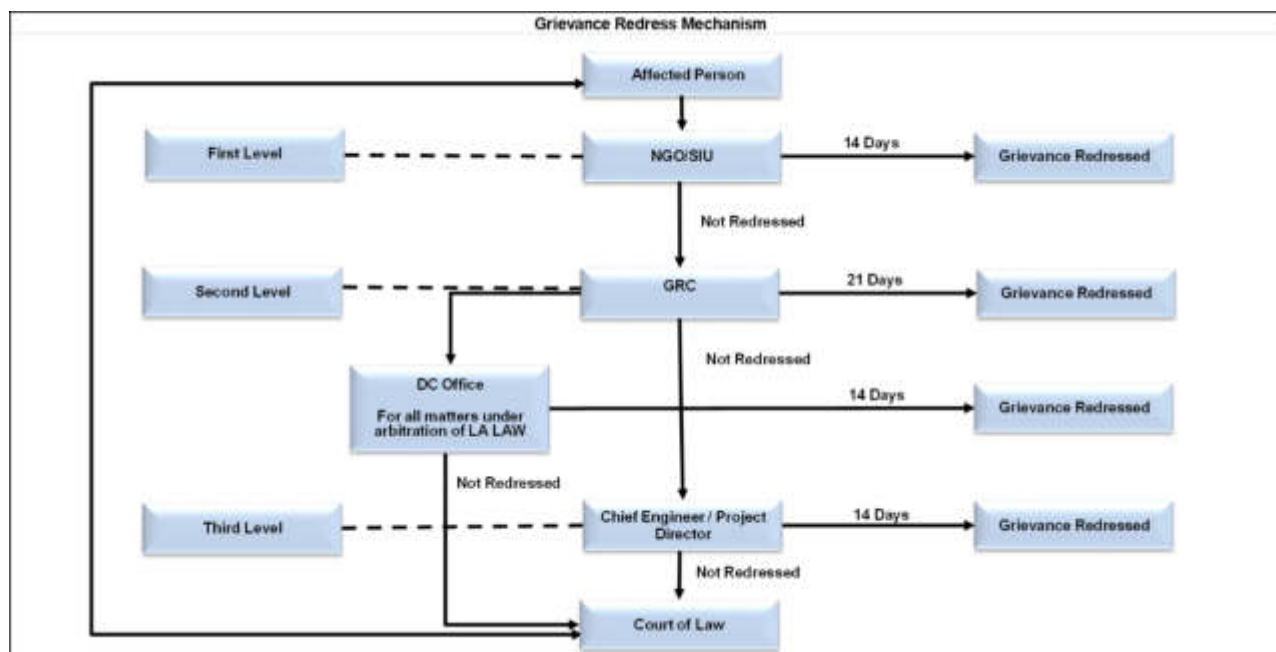 Grievance Redress Mechanism
Affected Person
First Level
NGO/SIU
14 Days
Grievance Redressed
Not Redressed
Second Level
GRC
21 Days
Grievance Redressed
Not Redressed
DC Office
For all matters under
arbitration of LA LAW
14 Days
Grievance Redressed
Not Redressed
Third Level
Chief Engineer / Project
Director
14 Days
Grievance Redressed
Not Redressed
Court of Law